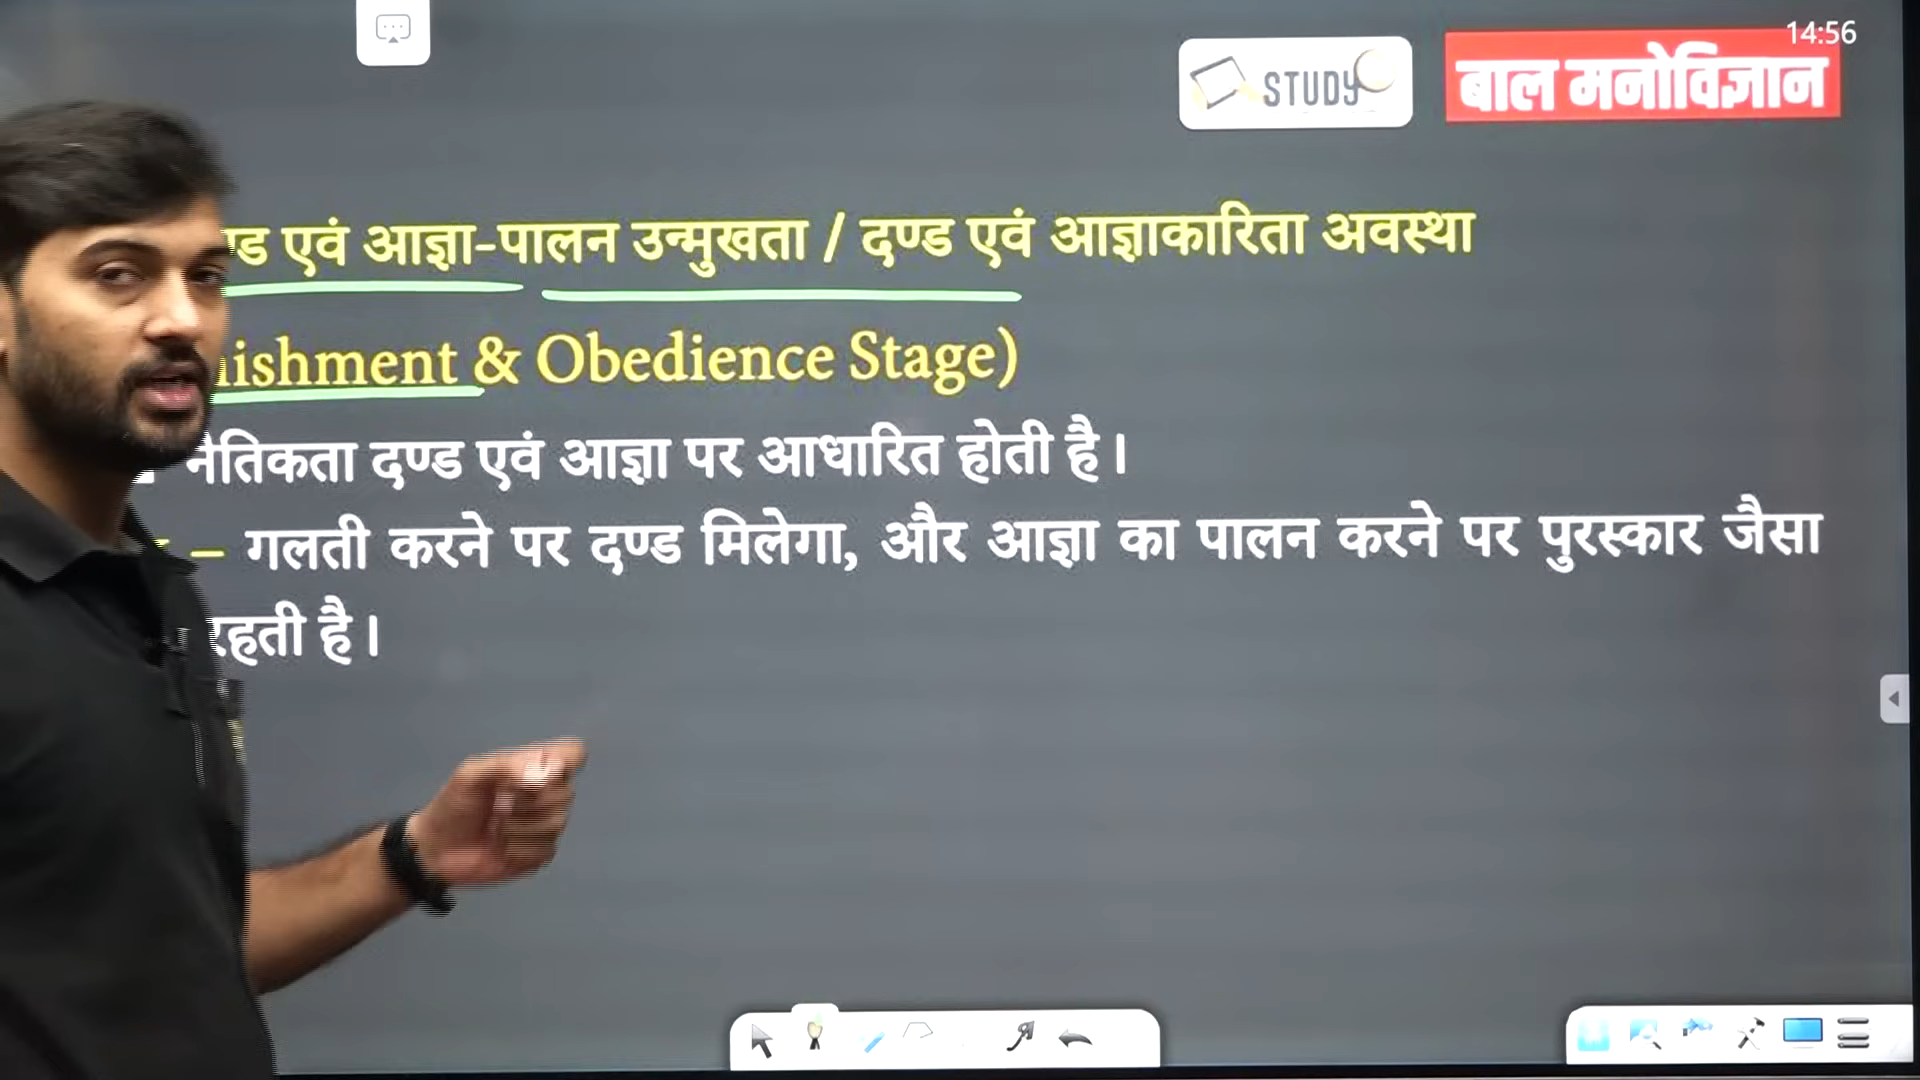 14:56
STUDY
बाल मनोविज्ञान
एवं आज्ञा-पालन उन्मुखता / दण्ड एवं आज्ञाकारिता अवस्था
& Obedience Stage)
नैतिकता दण्ड एवं आज्ञा पर आधारित होती है।
– गलती करने पर दण्ड मिलेगा, और आज्ञा का पालन करने पर पुरस्कार जैसा
रहती है।